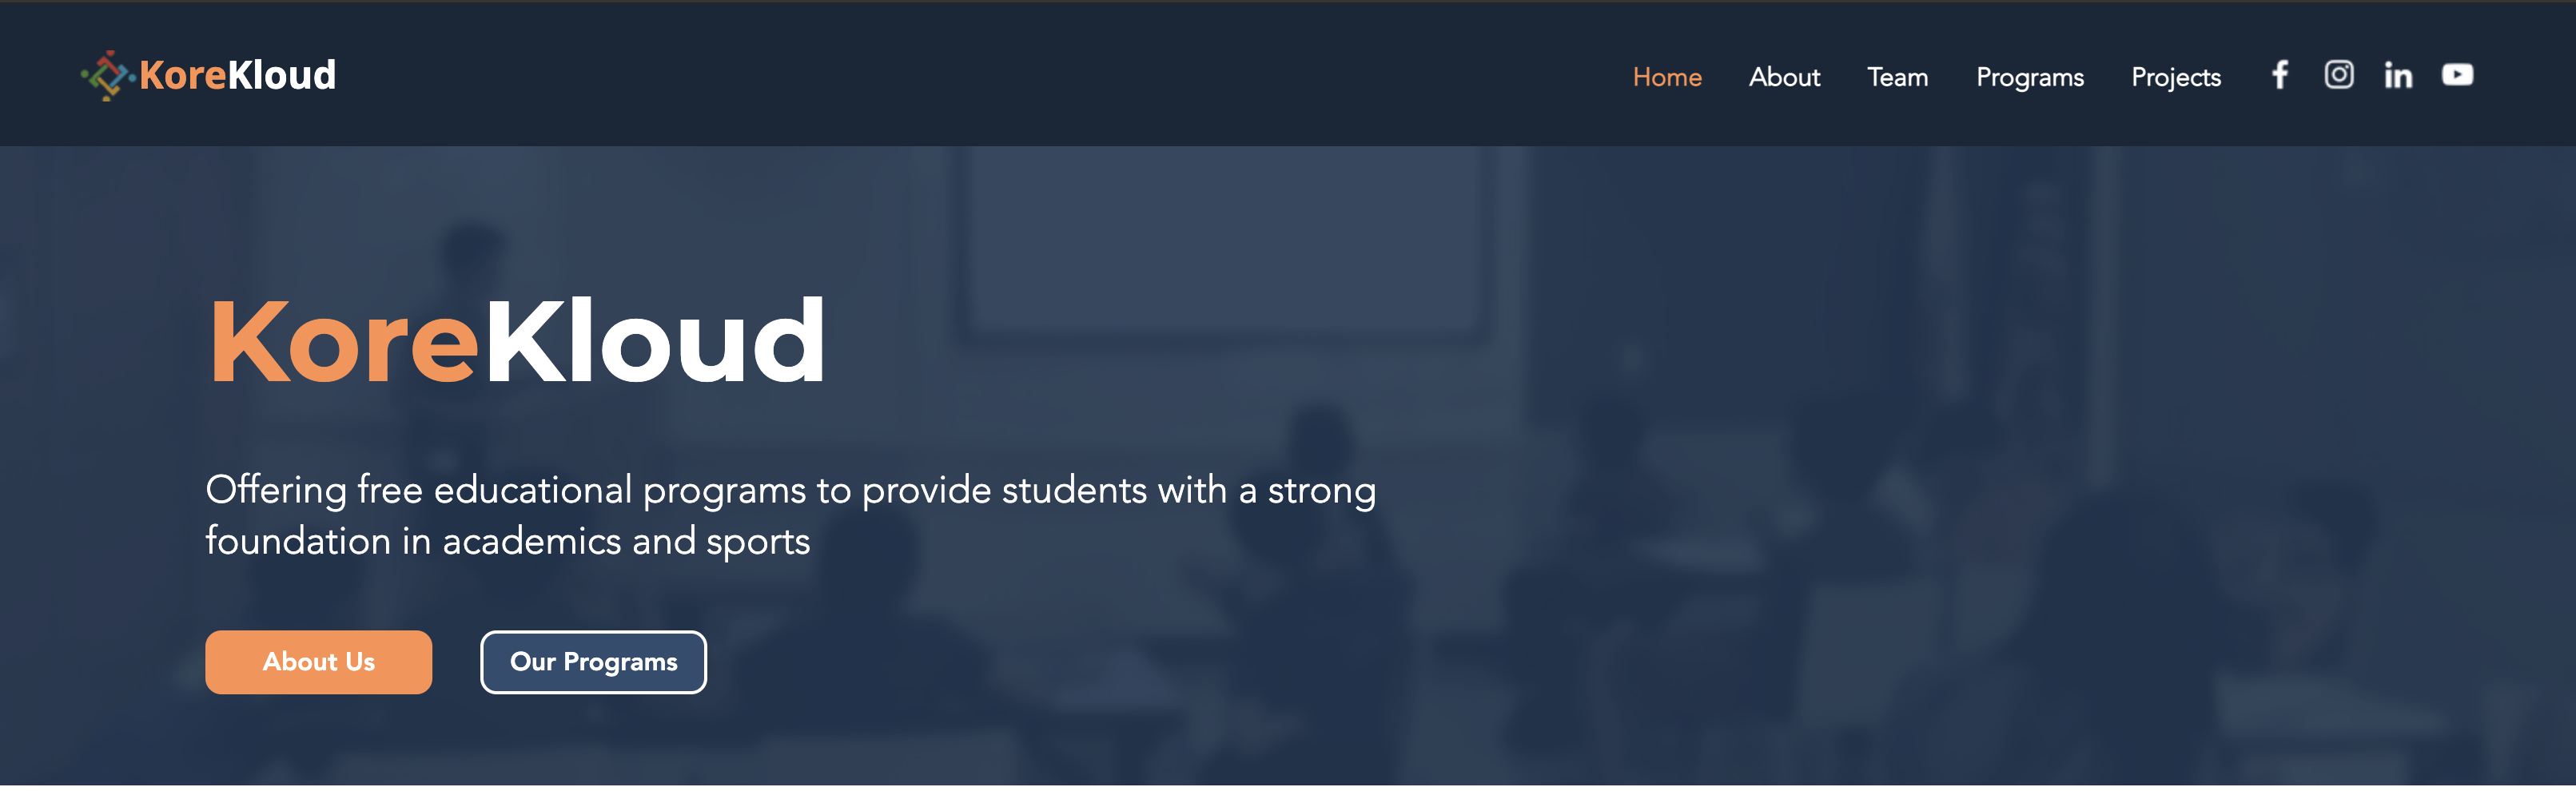 KoreKloud
Home About Team Programs Projects
KoreKloud
Offering free educational programs to provide students with a strong
foundation in academics and sports
About Us
Our Programs